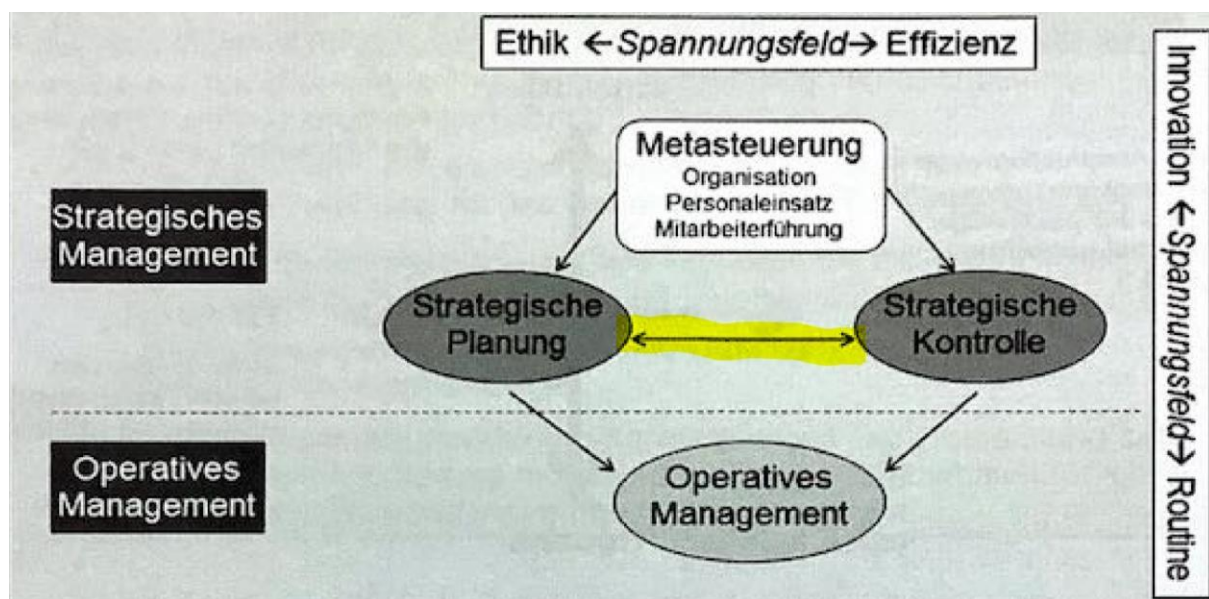 Ethik ←Spannungsfeld→ Effizienz
Metasteuerung
Organisation
Personaleinsatz
Mitarbeiterführung
Strategisches
Management
Strategische
Planung
Strategische
Kontrolle
Operatives
Management
Operatives
Management
Innovation ←Spannungsfeld→ Routine